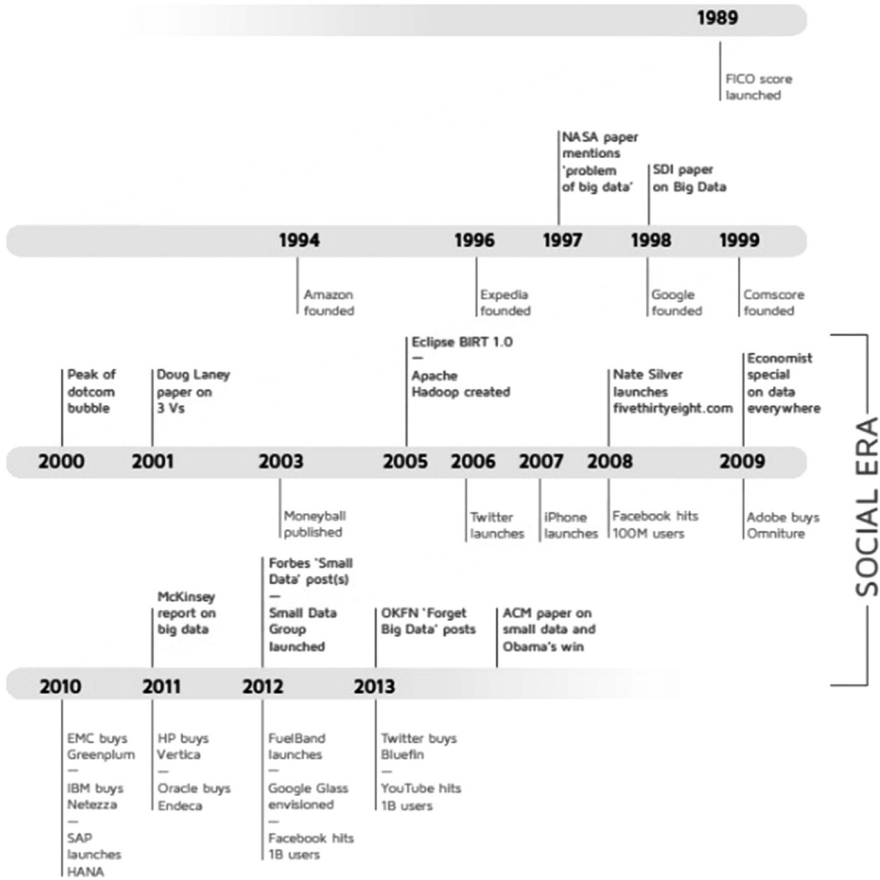 1989
FICO score
launched
NASA paper
mentions
'problem
of big data'
SDI paper
on Big Data
1994
1996
1997
1998
1999
Amazon
founded
Expedia
founded
Google
founded
Comscore
founded
Peak of
dotcom
bubble
Doug Laney
paper on
3 Vs
Eclipse BIRT 1.0
—
Apache
Hadoop created
Nate Silver
launches
fivethirtyeight.com
Economist
special
on data
everywhere
2000
2001
2003
2005
2006
2007
2008
2009
Moneyball
published
Twitter
launches
iPhone
launches
Facebook hits
100M users
Adobe buys
Omniture
SOCIAL ERA
McKinsey
report on
big data
Forbes 'Small
Data' post(s)
—
Small Data
Group
launched
OKFN 'Forget
Big Data' posts
ACM paper on
small data and
Obama's win
2010
2011
2012
2013
EMC buys
Greenplum
—
IBM buys
Netezza
—
SAP
launches
HANA
HP buys
Vertica
—
Oracle buys
Endeca
FuelBand
launches
—
Google Glass
envisioned
—
Facebook hits
1B users
Twitter buys
Bluefin
—
YouTube hits
1B users